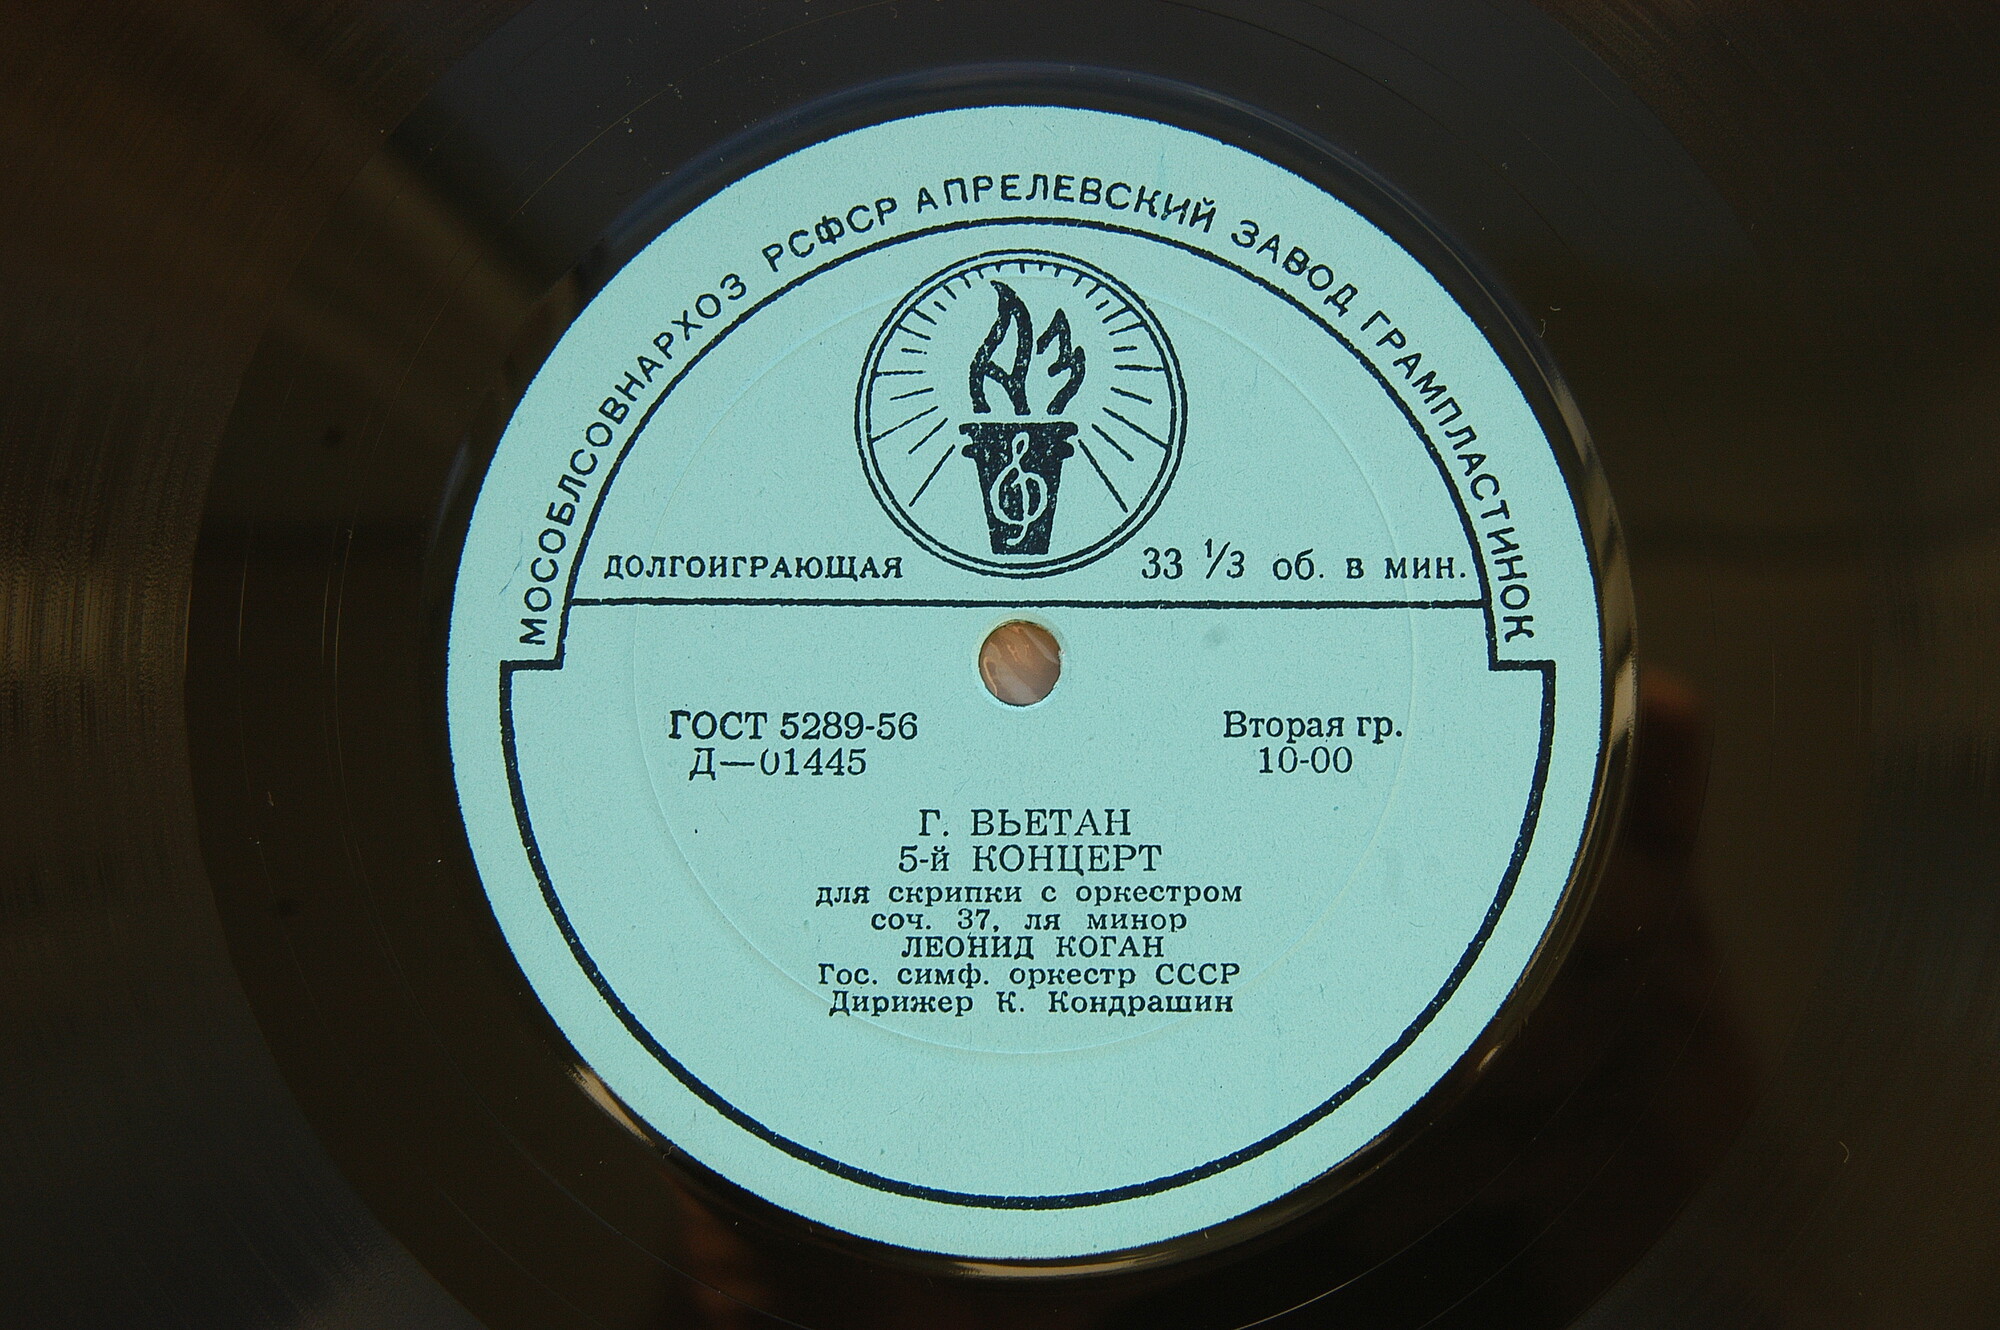 МОСОБЛСОВНАРХОЗ РСФСР АПРЕЛЕВСКИЙ ЗАВОД ГРАМПЛАСТИНОК
АЗ
ДОЛГОИГРАЮЩАЯ 33 1/3 об. в мин.
ГОСТ 5289-56 Вторая гр.
Д—01445 10-00
Г. ВЬЕТАН
5-й КОНЦЕРТ
для скрипки с оркестром
соч. 37, ля минор
ЛЕОНИД КОГАН
Гос. симф. оркестр СССР
Дирижер К. Кондрашин